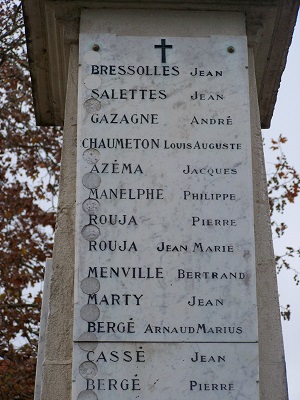 BRESSOLLES JEAN
SALETTES JEAN
GAZAGNE ANDRÉ
CHAUMETON LOUIS AUGUSTE
AZÉMA JACQUES
MANELPHE PHILIPPE
ROUJA PIERRE
ROUJA JEAN MARIE
MENVILLE BERTRAND
MARTY JEAN
BERGÉ ARNAUD MARIUS
CASSÉ JEAN
BERGÉ PIERRE